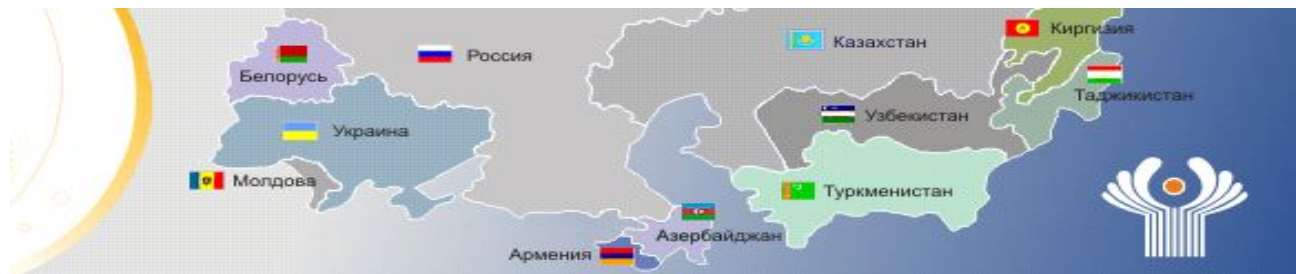 Киргизия
Казахстан
Россия
Белорусь
Таджикистан
Узбекистан
Украина
Молдова
Туркменистан
Азербайджан
Армения